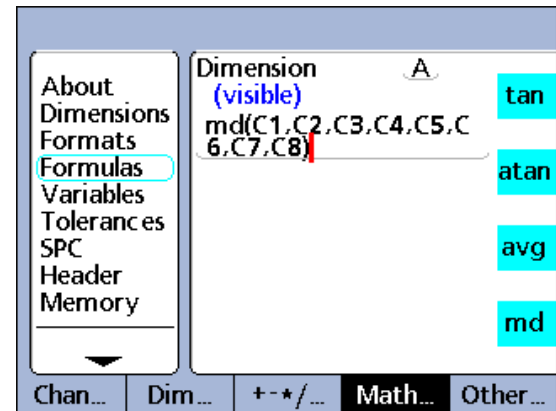 About
Dimensions
Formats
Formulas
Variables
Tolerances
SPC
Header
Memory
Dimension A
(visible)
md(C1,C2,C3,C4,C5,C
6,C7,C8)
tan
atan
avg
md
Chan... Dim... +-*/... Math... Other...